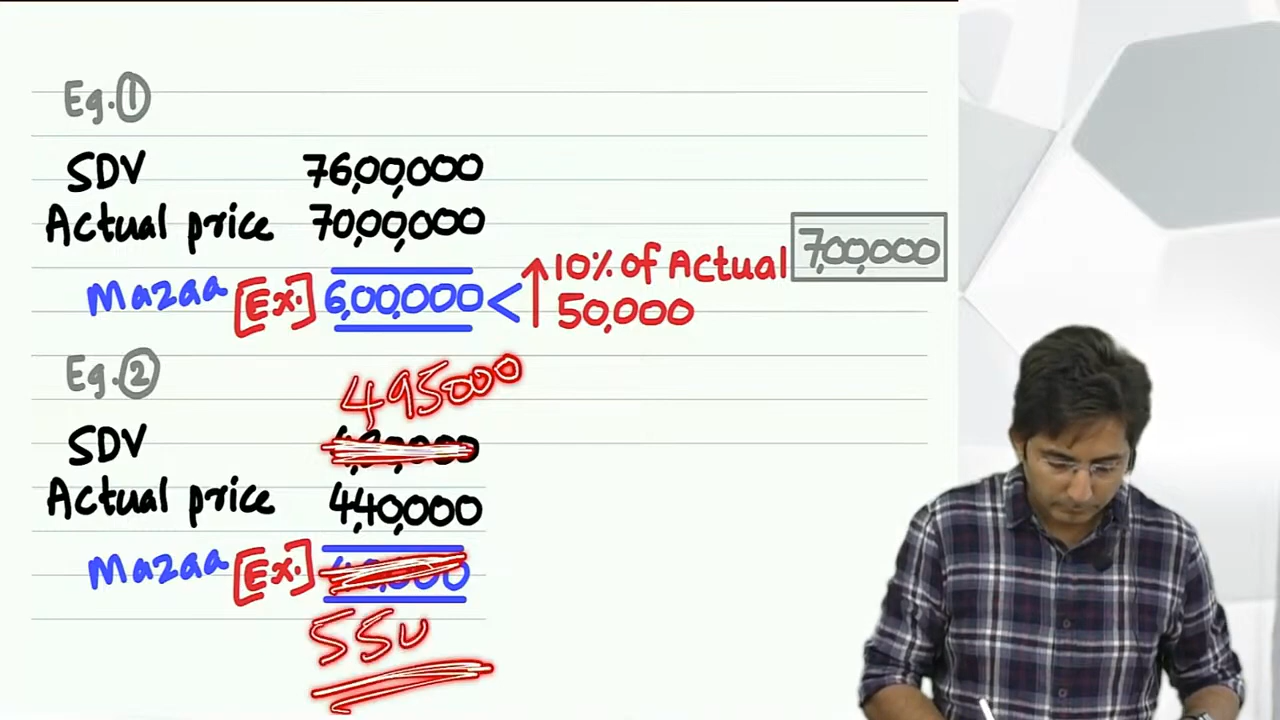 Eg.①
SDV 76,00,000
Actual price 70,00,000
Mazaa [Ex.] 6,00,000 < ↑ 10% of Actual 7,00,000
50,000
Eg.②
495000
SDV
Actual price 4,40,000
Mazaa [Ex.]